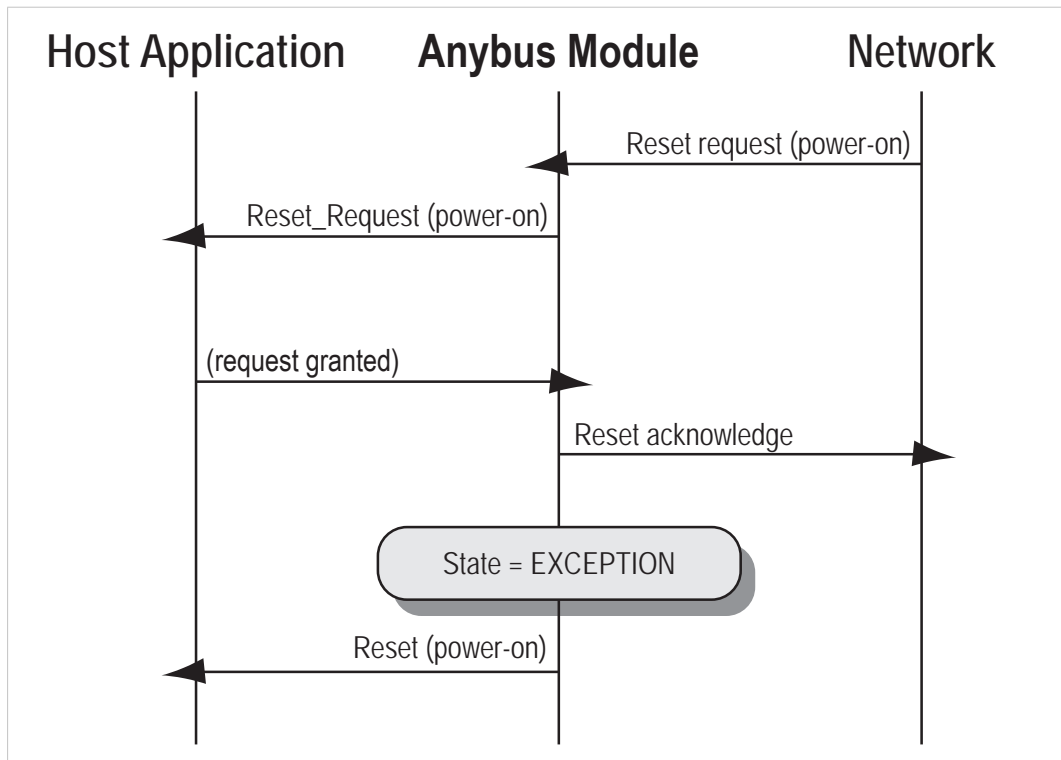 Host Application
Anybus Module
Network
Reset request (power-on)
Reset_Request (power-on)
(request granted)
Reset acknowledge
State = EXCEPTION
Reset (power-on)